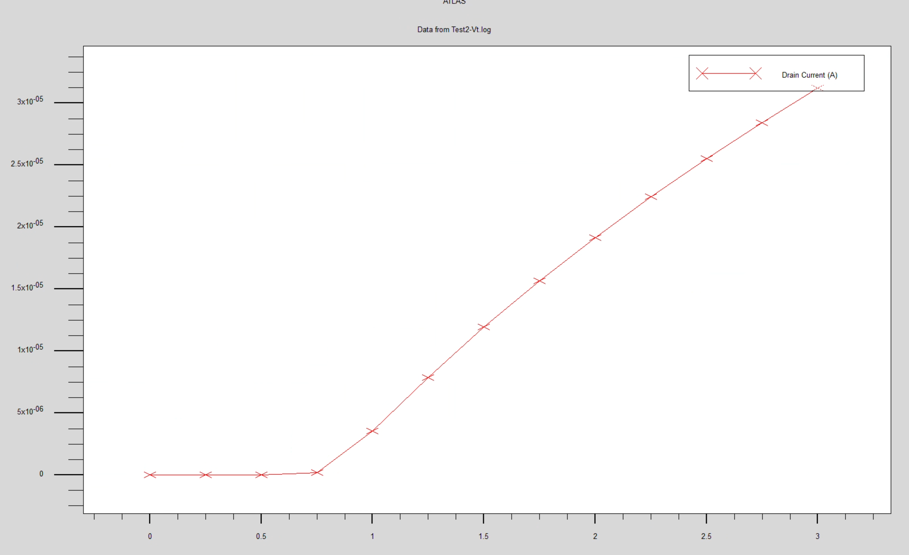 ATLAS
Data from Test2-Vt.log
Drain Current (A)
3x10-05
2.5x10-05
2x10-05
1.5x10-05
1x10-05
5x10-06
0
0 0.5 1 1.5 2 2.5 3